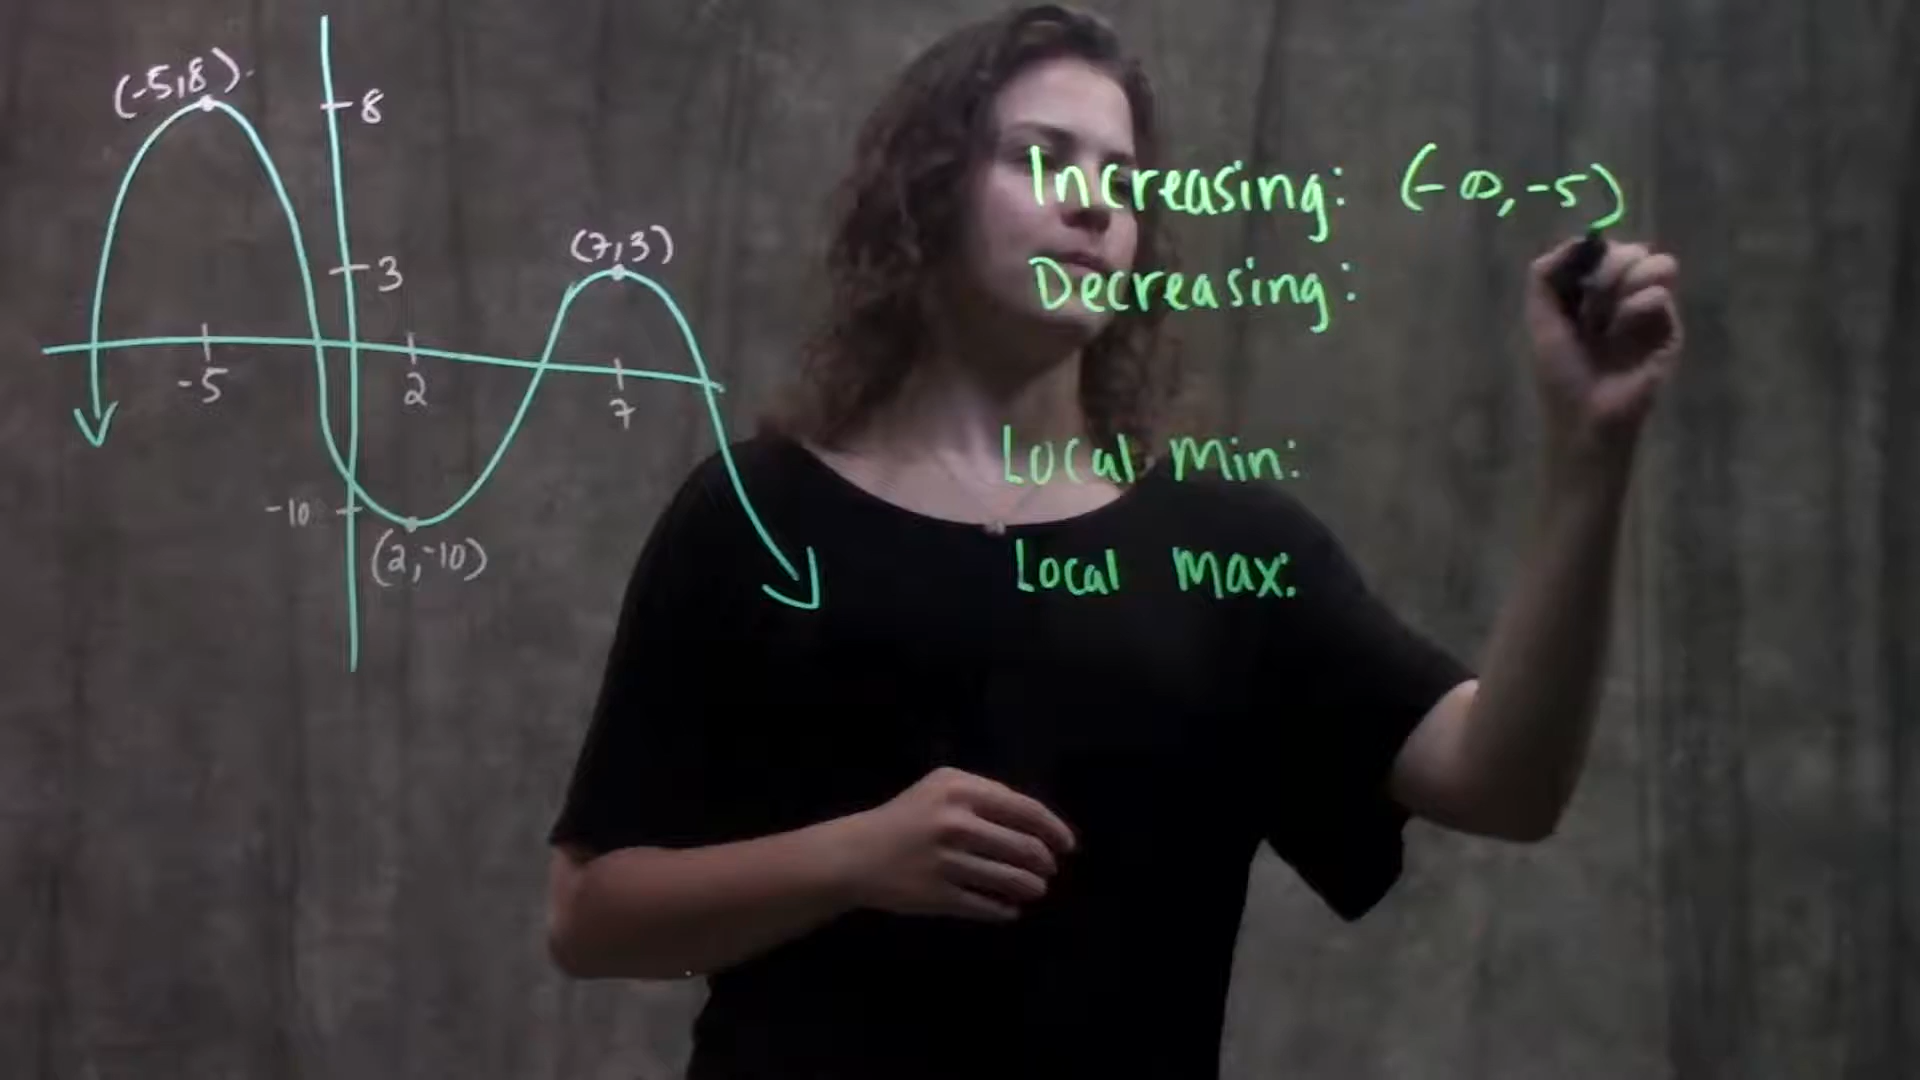 (-5,8)
8
(7,3)
3
-5
2
7
-10
(2,-10)
Increasing: (-∞,-5)
Decreasing:
Local Min:
Local Max: